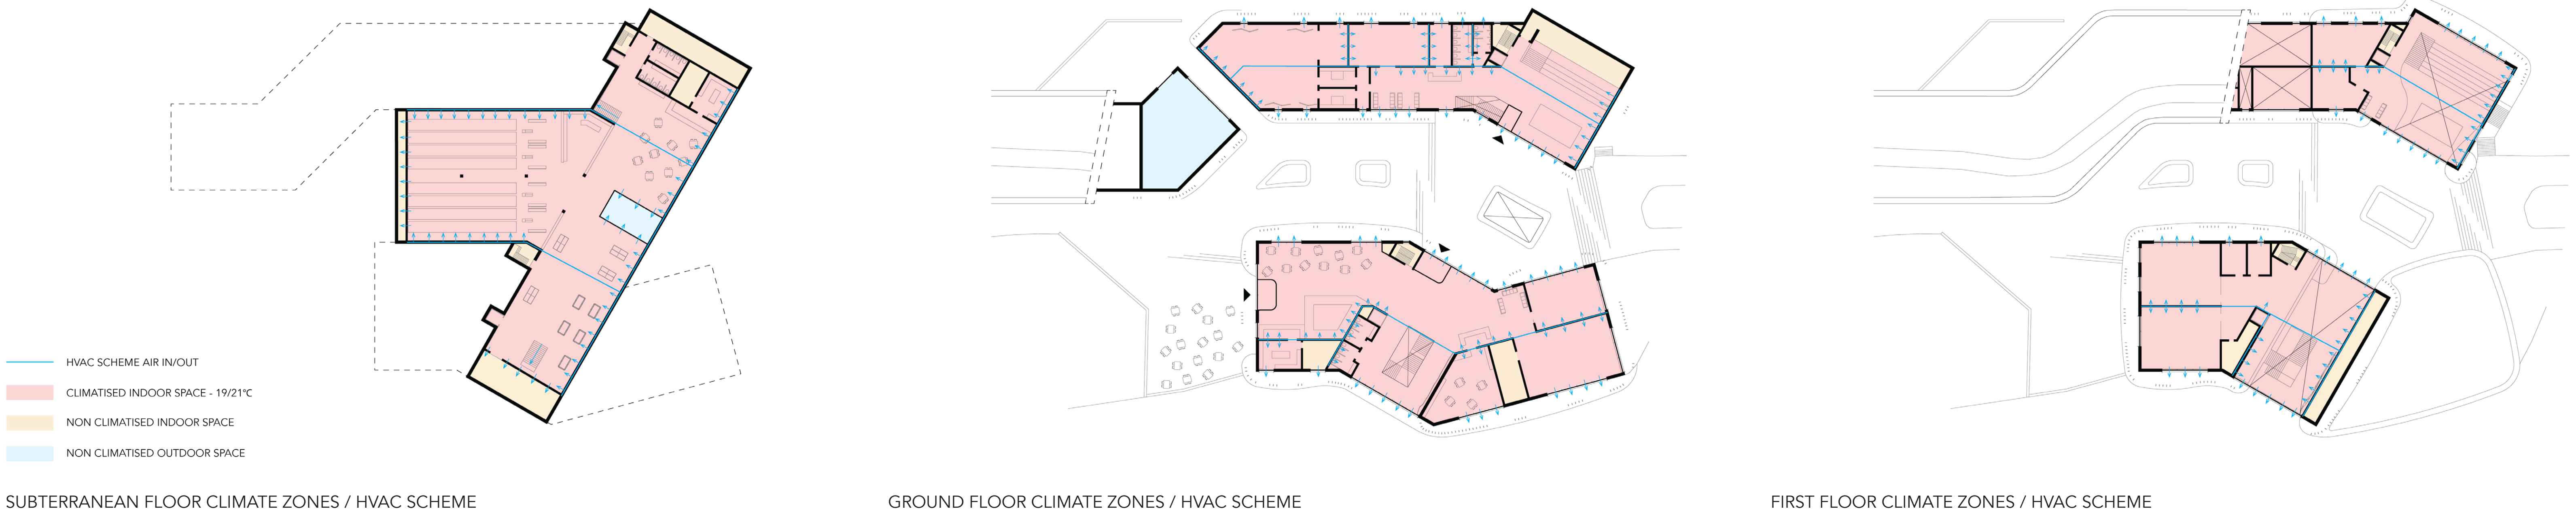 HVAC SCHEME AIR IN/OUT
CLIMATISED INDOOR SPACE - 19/21°C
NON CLIMATISED INDOOR SPACE
NON CLIMATISED OUTDOOR SPACE
SUBTERRANEAN FLOOR CLIMATE ZONES / HVAC SCHEME
GROUND FLOOR CLIMATE ZONES / HVAC SCHEME
FIRST FLOOR CLIMATE ZONES / HVAC SCHEME